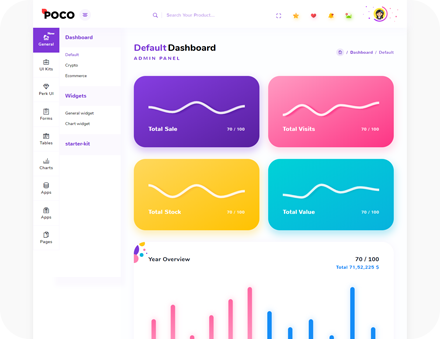 POCO
Search Your Product...
New
General
Dashboard
Default
Crypto
Ecommerce
Widgets
General widget
Chart widget
starter-kit
UI Kits
Perk UI
Forms
Tables
Charts
Apps
Apps
Pages
Default Dashboard
ADMIN PANEL
/ Dashboard / Default
Total Sale 70 / 100
Total Visits 70 / 100
Total Stock 70 / 100
Total Value 70 / 100
Year Overview 70 / 100
Total 71,52,225 $